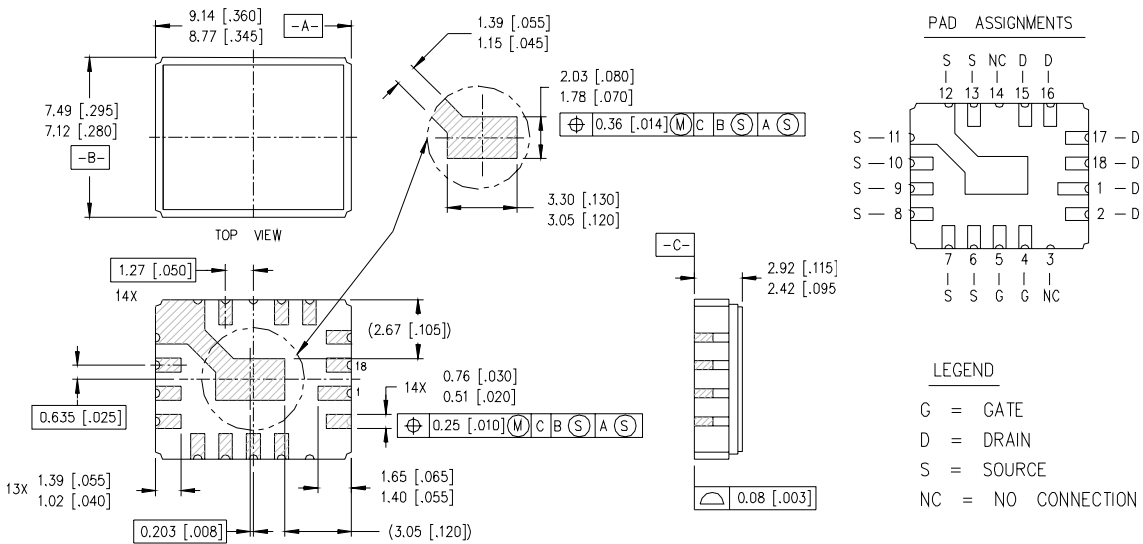 9.14 [.360]
8.77 [.345]
-A-
7.49 [.295]
7.12 [.280]
-B-
TOP VIEW
1.39 [.055]
1.15 [.045]
2.03 [.080]
1.78 [.070]
⌖ 0.36 [.014] Ⓜ C B Ⓢ A Ⓢ
3.30 [.130]
3.05 [.120]
1.27 [.050]
14X
(2.67 [.105])
18
1
0.635 [.025]
14X
0.76 [.030]
0.51 [.020]
⌖ 0.25 [.010] Ⓜ C B Ⓢ A Ⓢ
13X
1.39 [.055]
1.02 [.040]
1.65 [.065]
1.40 [.055]
0.203 [.008]
(3.05 [.120])
-C-
2.92 [.115]
2.42 [.095
⌓ 0.08 [.003]
PAD ASSIGNMENTS
S S NC D D
12 13 14 15 16
S — 11
S — 10
S — 9
S — 8
17 — D
18 — D
1 — D
2 — D
7 6 5 4 3
S S G G NC
LEGEND
G = GATE
D = DRAIN
S = SOURCE
NC = NO CONNECTION